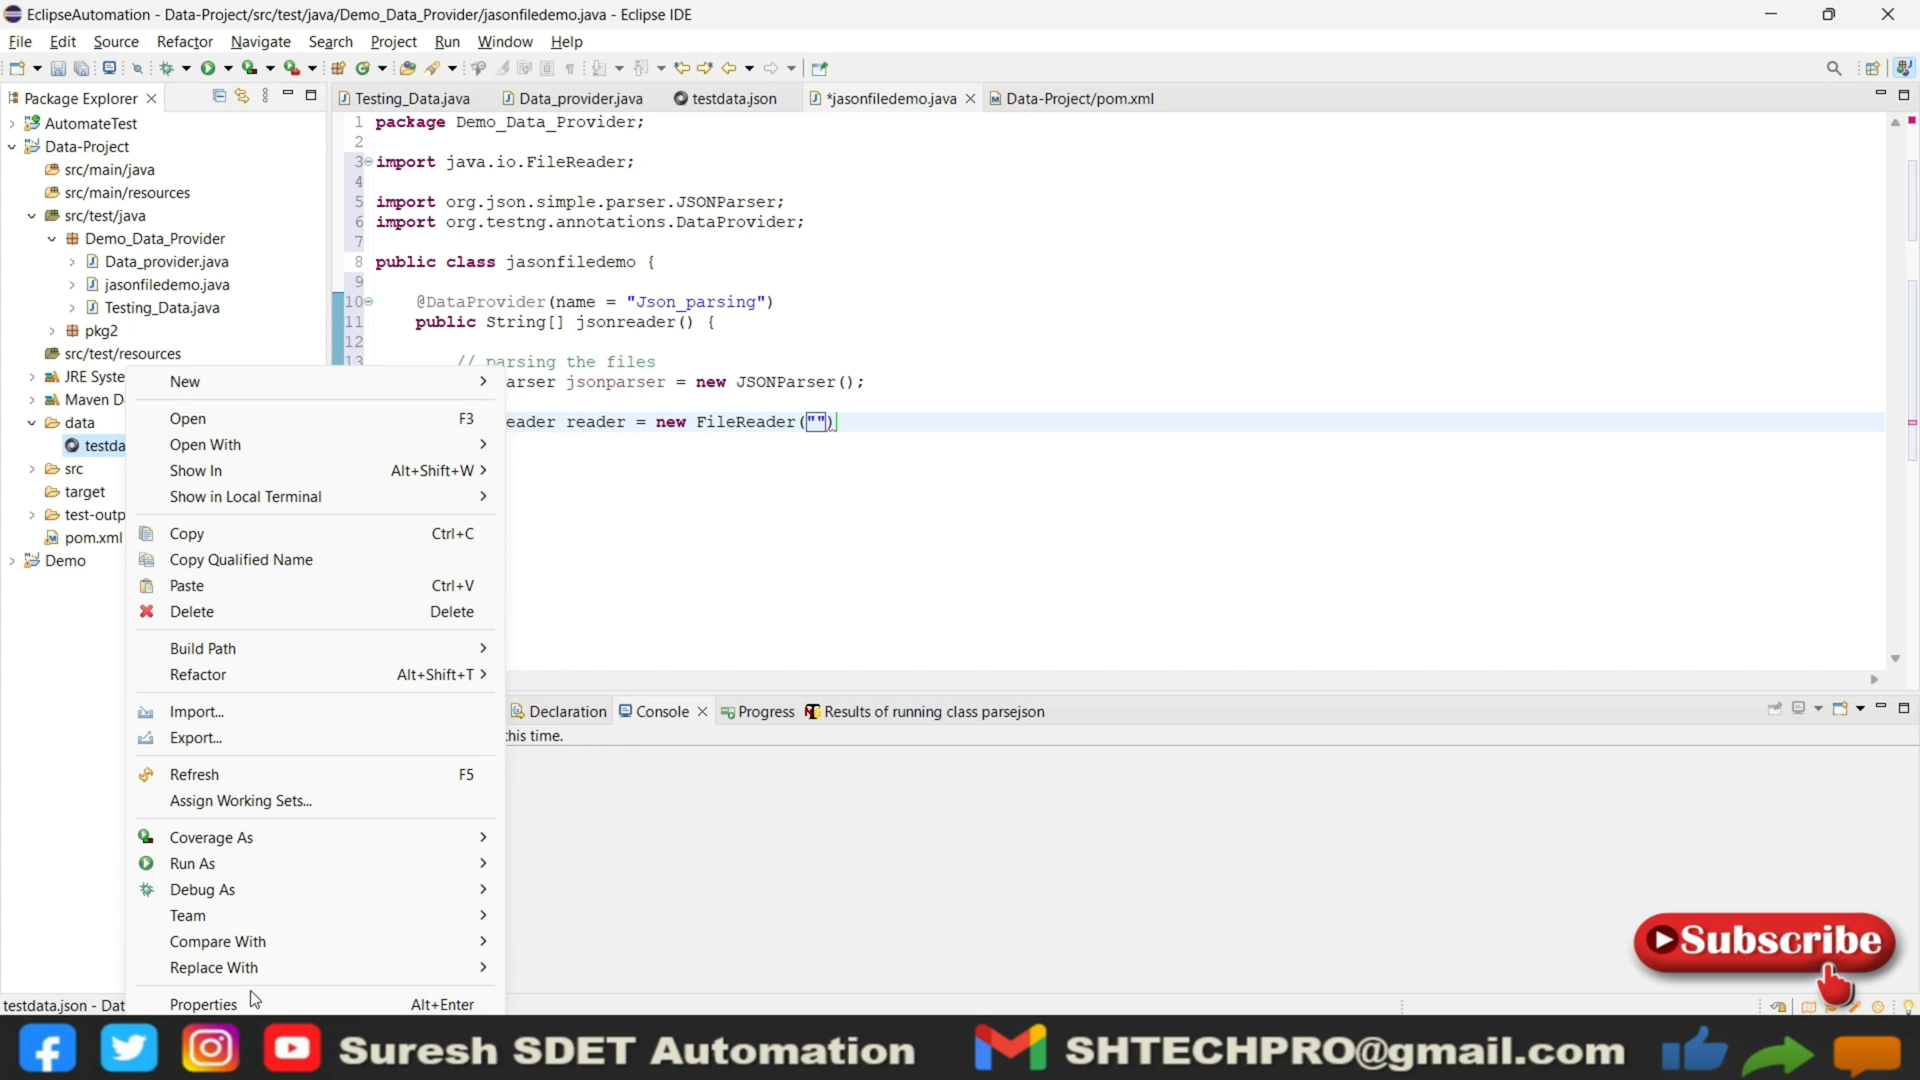 EclipseAutomation - Data-Project/src/test/java/Demo_Data_Provider/jasonfiledemo.java - Eclipse IDE
File Edit Source Refactor Navigate Search Project Run Window Help
Package Explorer
Testing_Data.java Data_provider.java testdata.json *jasonfiledemo.java Data-Project/pom.xml
AutomateTest
Data-Project
src/main/java
src/main/resources
src/test/java
Demo_Data_Provider
Data_provider.java
jasonfiledemo.java
Testing_Data.java
pkg2
src/test/resources
JRE Syste
Maven D
data
testda
src
target
test-outp
pom.xml
Demo
1 package Demo_Data_Provider;
2
3 import java.io.FileReader;
4
5 import org.json.simple.parser.JSONParser;
6 import org.testng.annotations.DataProvider;
7
8 public class jasonfiledemo {
9
10 @DataProvider(name = "Json_parsing")
11 public String[] jsonreader() {
12
13 // parsing the files
arser jsonparser = new JSONParser();
eader reader = new FileReader("")
New
Open F3
Open With
Show In Alt+Shift+W
Show in Local Terminal
Copy Ctrl+C
Copy Qualified Name
Paste Ctrl+V
Delete Delete
Build Path
Refactor Alt+Shift+T
Import...
Export...
Refresh F5
Assign Working Sets...
Coverage As
Run As
Debug As
Team
Compare With
Replace With
Properties Alt+Enter
Declaration Console Progress Results of running class parsejson
this time.
Subscribe
testdata.json - Dat
Suresh SDET Automation SHTECHPRO@gmail.com